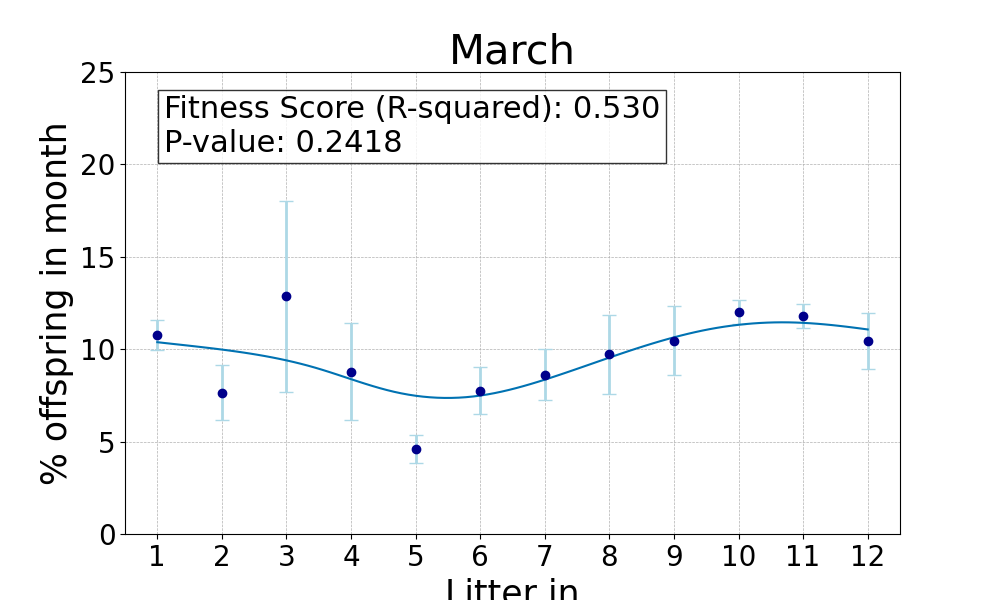 March
Fitness Score (R-squared): 0.530
P-value: 0.2418
% offspring in month
25
20
15
10
5
0
1 2 3 4 5 6 7 8 9 10 11 12
Litter in